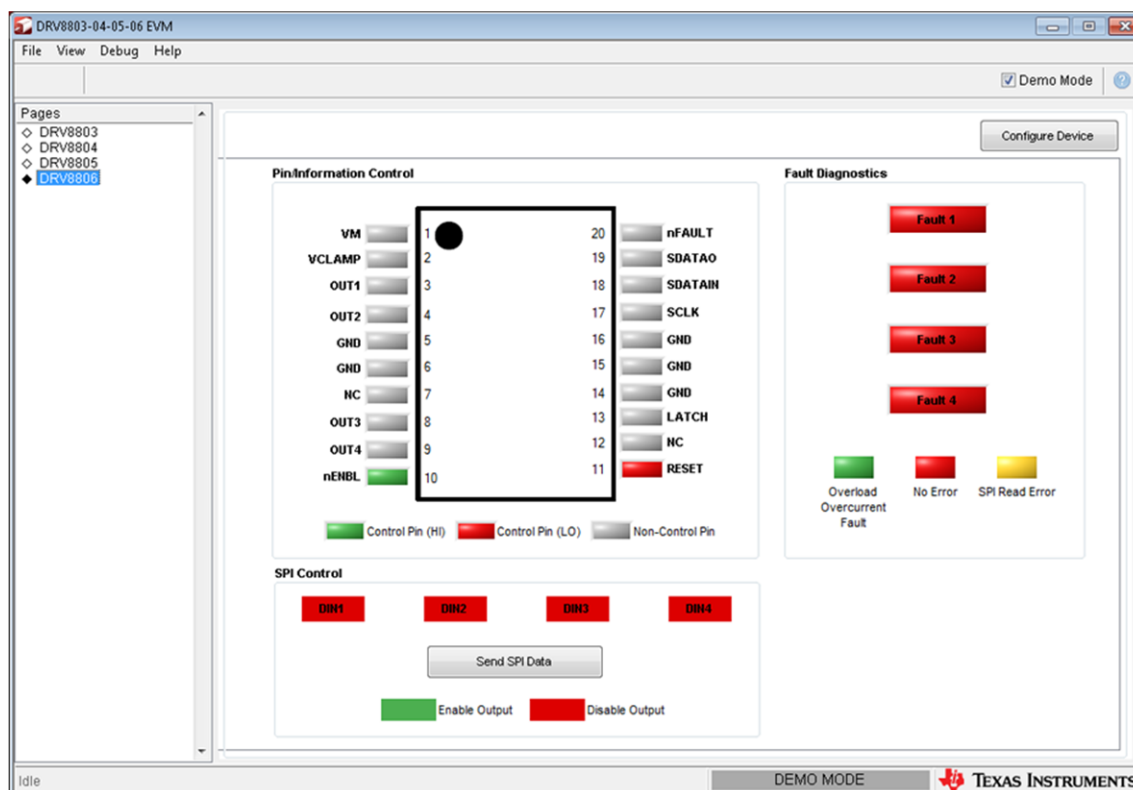 DRV8803-04-05-06 EVM
File View Debug Help
Demo Mode ?
Pages
DRV8803
DRV8804
DRV8805
DRV8806
Configure Device
Pin/Information Control
VM 1 20 nFAULT
VCLAMP 2 19 SDATAO
OUT1 3 18 SDATAIN
OUT2 4 17 SCLK
GND 5 16 GND
GND 6 15 GND
NC 7 14 GND
OUT3 8 13 LATCH
OUT4 9 12 NC
nENBL 10 11 RESET
Control Pin (HI) Control Pin (LO) Non-Control Pin
Fault Diagnostics
Fault 1
Fault 2
Fault 3
Fault 4
Overload
Overcurrent
Fault
No Error
SPI Read Error
SPI Control
DIN1 DIN2 DIN3 DIN4
Send SPI Data
Enable Output Disable Output
Idle DEMO MODE TEXAS INSTRUMENTS